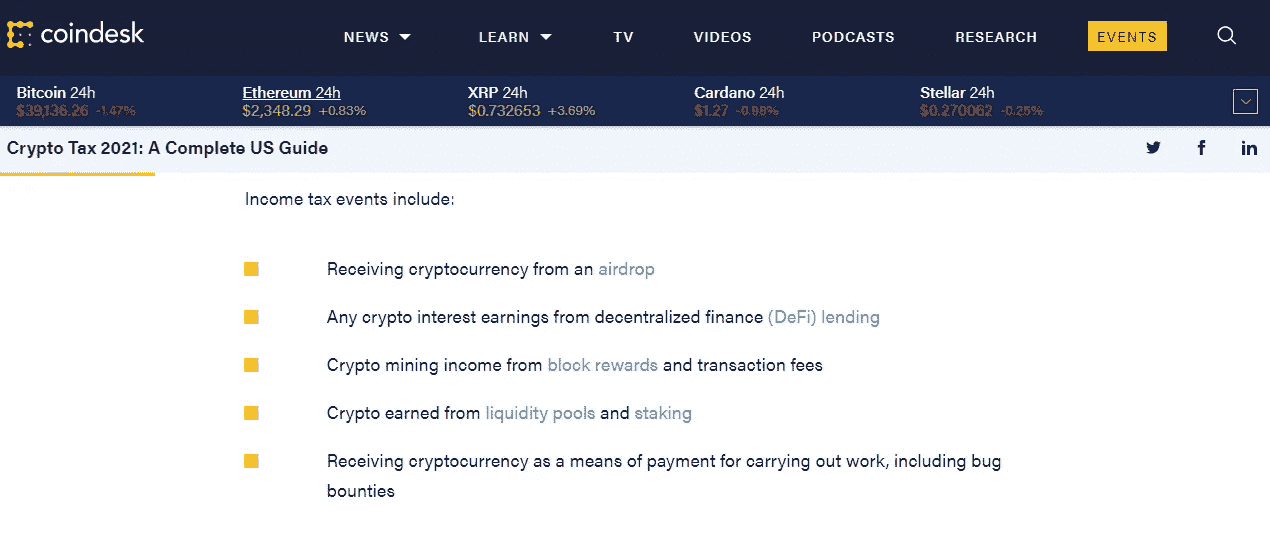 coindesk
NEWS LEARN TV VIDEOS PODCASTS RESEARCH EVENTS
Bitcoin 24h Ethereum 24h XRP 24h Cardano 24h Stellar 24h
$39,136.26 -1.47% $2,348.29 +0.83% $0.732653 +3.69% $1.27 -0.98% $0.270062 -0.25%
Crypto Tax 2021: A Complete US Guide
Income tax events include:
Receiving cryptocurrency from an airdrop
Any crypto interest earnings from decentralized finance (DeFi) lending
Crypto mining income from block rewards and transaction fees
Crypto earned from liquidity pools and staking
Receiving cryptocurrency as a means of payment for carrying out work, including bug
bounties